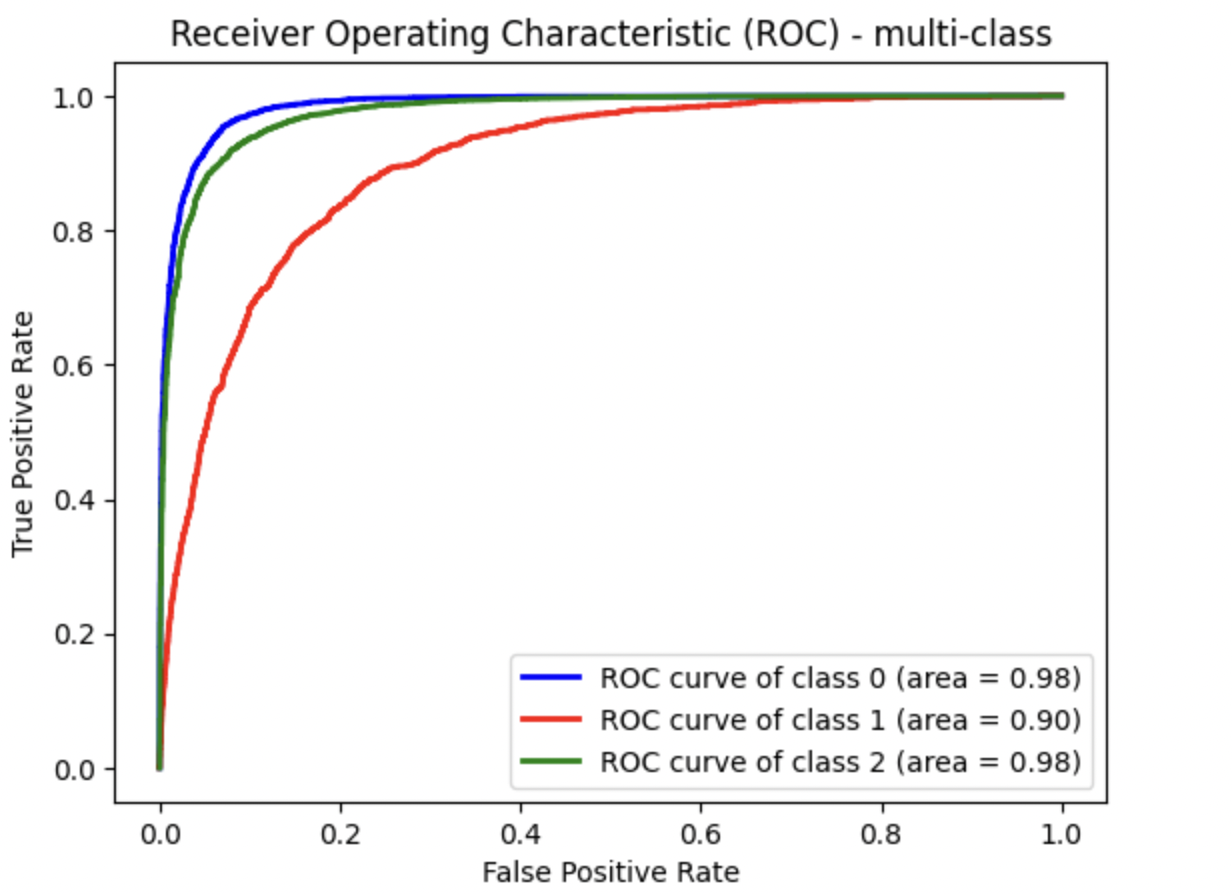 Receiver Operating Characteristic (ROC) - multi-class
True Positive Rate
1.0
0.8
0.6
0.4
0.2
0.0
ROC curve of class 0 (area = 0.98)
ROC curve of class 1 (area = 0.90)
ROC curve of class 2 (area = 0.98)
0.0 0.2 0.4 0.6 0.8 1.0
False Positive Rate